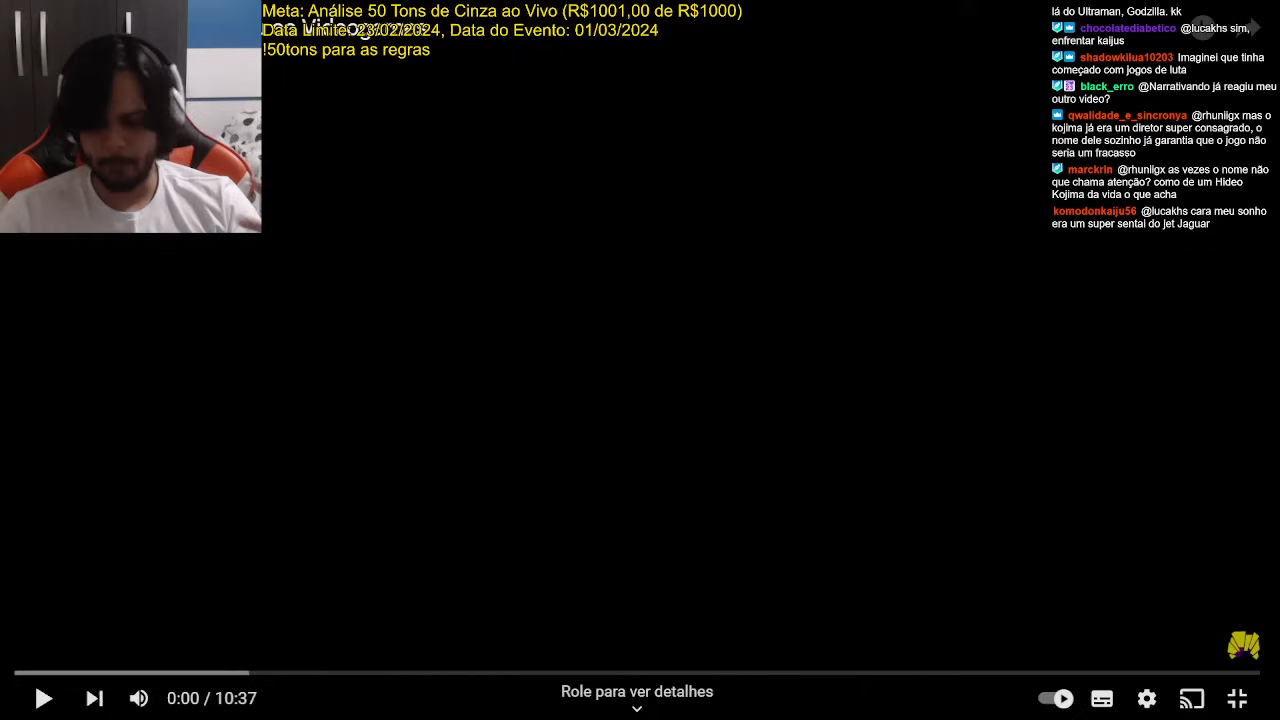 Meta: Análise 50 Tons de Cinza ao Vivo (R$1001,00 de R$1000)
Data Limite: 23/02/2024, Data do Evento: 01/03/2024
!50tons para as regras
lá do Ultraman, Godzilla. kk
chocolatediabetico @lucakhs sim,
enfrentar kaijus
shadowkilua10203 Imaginei que tinha
começado com jogos de luta
black_erro @Narrativando já reagiu meu
outro video?
qwalidade_e_sincronya @rhunligx mas o
kojima já era um diretor super consagrado, o
nome dele sozinho já garantia que o jogo não
seria um fracasso
marckrin @rhunligx as vezes o nome não
que chama atenção? como de um Hideo
Kojima da vida o que acha
komodonkaiju56 @lucakhs cara meu sonho
era um super sentai do jet Jaguar
0:00 / 10:37
Role para ver detalhes